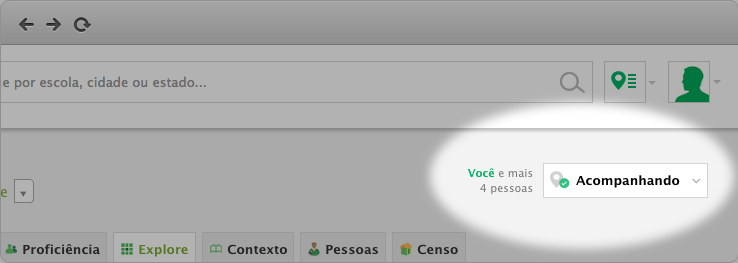 e por escola, cidade ou estado...
Você e mais
4 pessoas
Acompanhando
e
Proficiência
Explore
Contexto
Pessoas
Censo